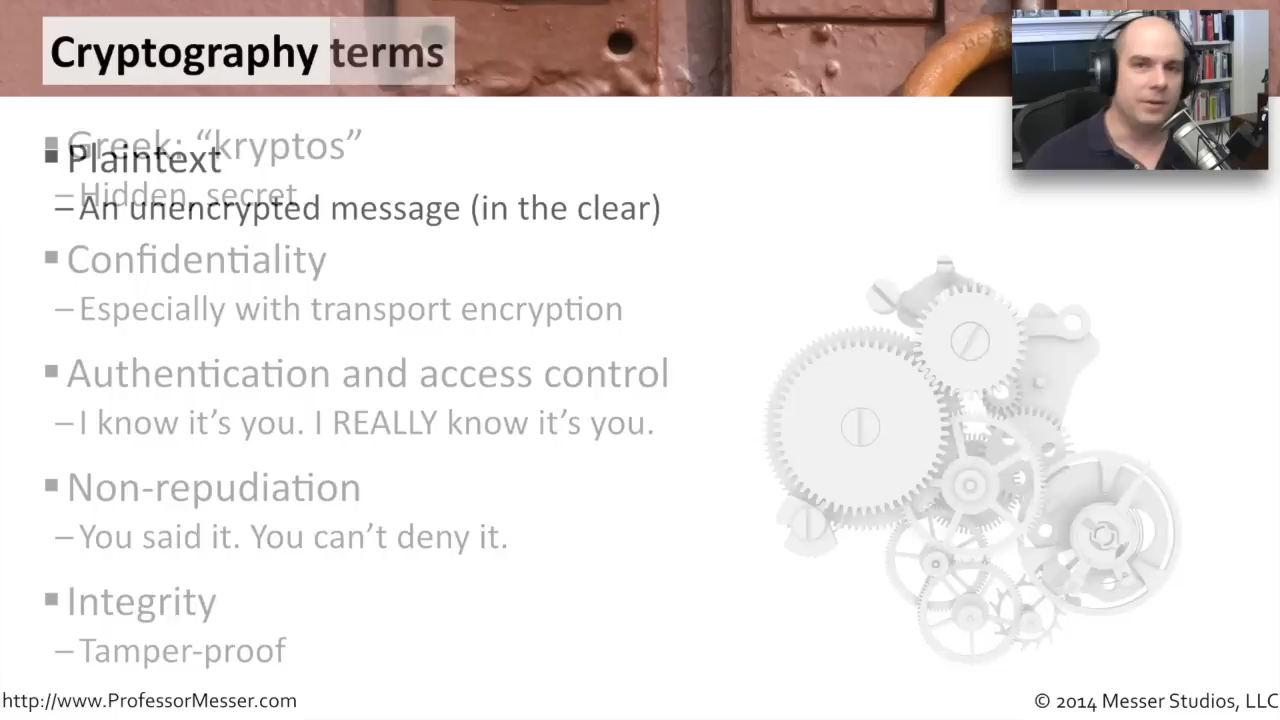 Cryptography terms
Greek: “kryptos”
Plaintext
– Hidden, secret
– An unencrypted message (in the clear)
Confidentiality
– Especially with transport encryption
Authentication and access control
– I know it’s you. I REALLY know it’s you.
Non-repudiation
– You said it. You can’t deny it.
Integrity
– Tamper-proof
http://www.ProfessorMesser.com
© 2014 Messer Studios, LLC